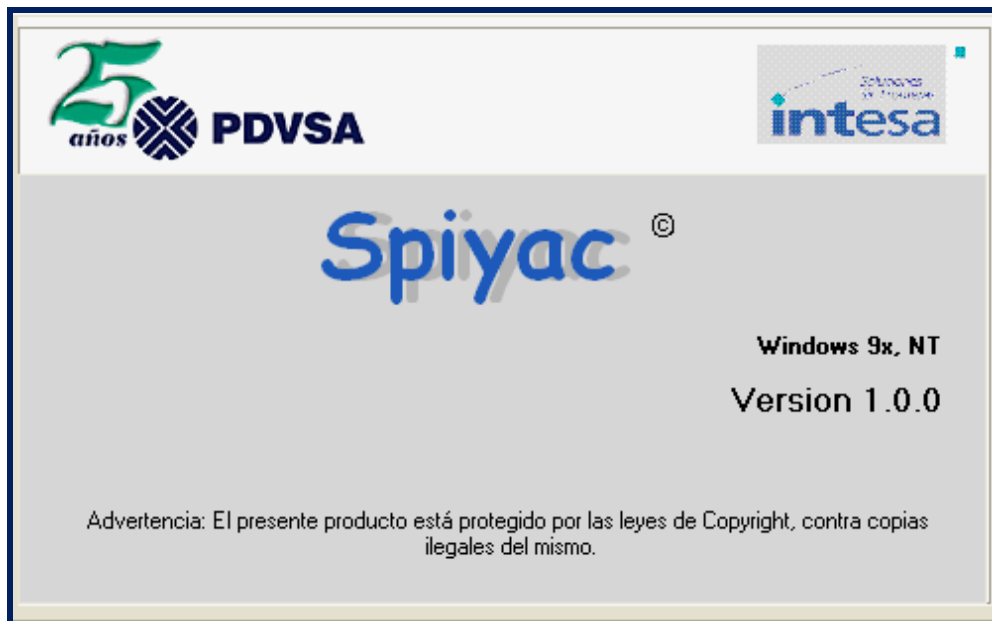 25
años
PDVSA
Soluciones
intesa
Spiyac ©
Windows 9x, NT
Version 1.0.0
Advertencia: El presente producto está protegido por las leyes de Copyright, contra copias
ilegales del mismo.